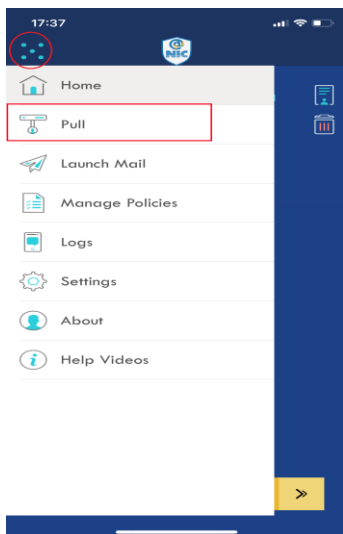 17:37
@
NIC
Home
Pull
Launch Mail
Manage Policies
Logs
Settings
About
Help Videos